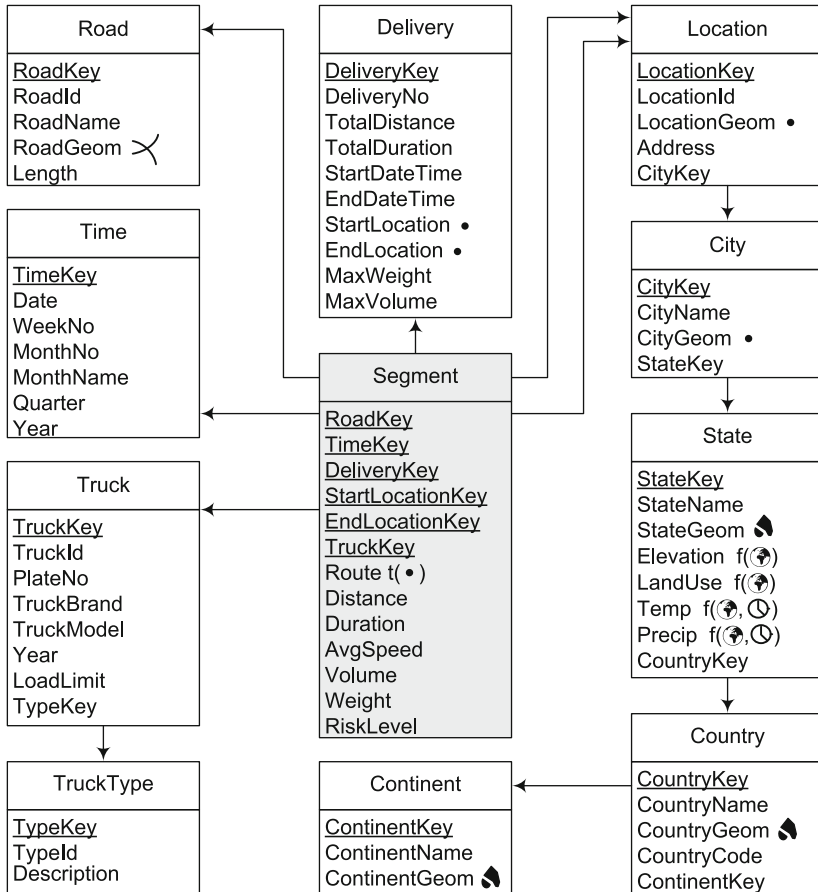 Road
RoadKey
RoadId
RoadName
RoadGeom
Length
Time
TimeKey
Date
WeekNo
MonthNo
MonthName
Quarter
Year
Truck
TruckKey
TruckId
PlateNo
TruckBrand
TruckModel
Year
LoadLimit
TypeKey
TruckType
TypeKey
TypeId
Description
Delivery
DeliveryKey
DeliveryNo
TotalDistance
TotalDuration
StartDateTime
EndDateTime
StartLocation •
EndLocation •
MaxWeight
MaxVolume
Segment
RoadKey
TimeKey
DeliveryKey
StartLocationKey
EndLocationKey
TruckKey
Route t( • )
Distance
Duration
AvgSpeed
Volume
Weight
RiskLevel
Continent
ContinentKey
ContinentName
ContinentGeom
Location
LocationKey
LocationId
LocationGeom •
Address
CityKey
City
CityKey
CityName
CityGeom •
StateKey
State
StateKey
StateName
StateGeom
Elevation f( )
LandUse f( )
Temp f( , )
Precip f( , )
CountryKey
Country
CountryKey
CountryName
CountryGeom
CountryCode
ContinentKey